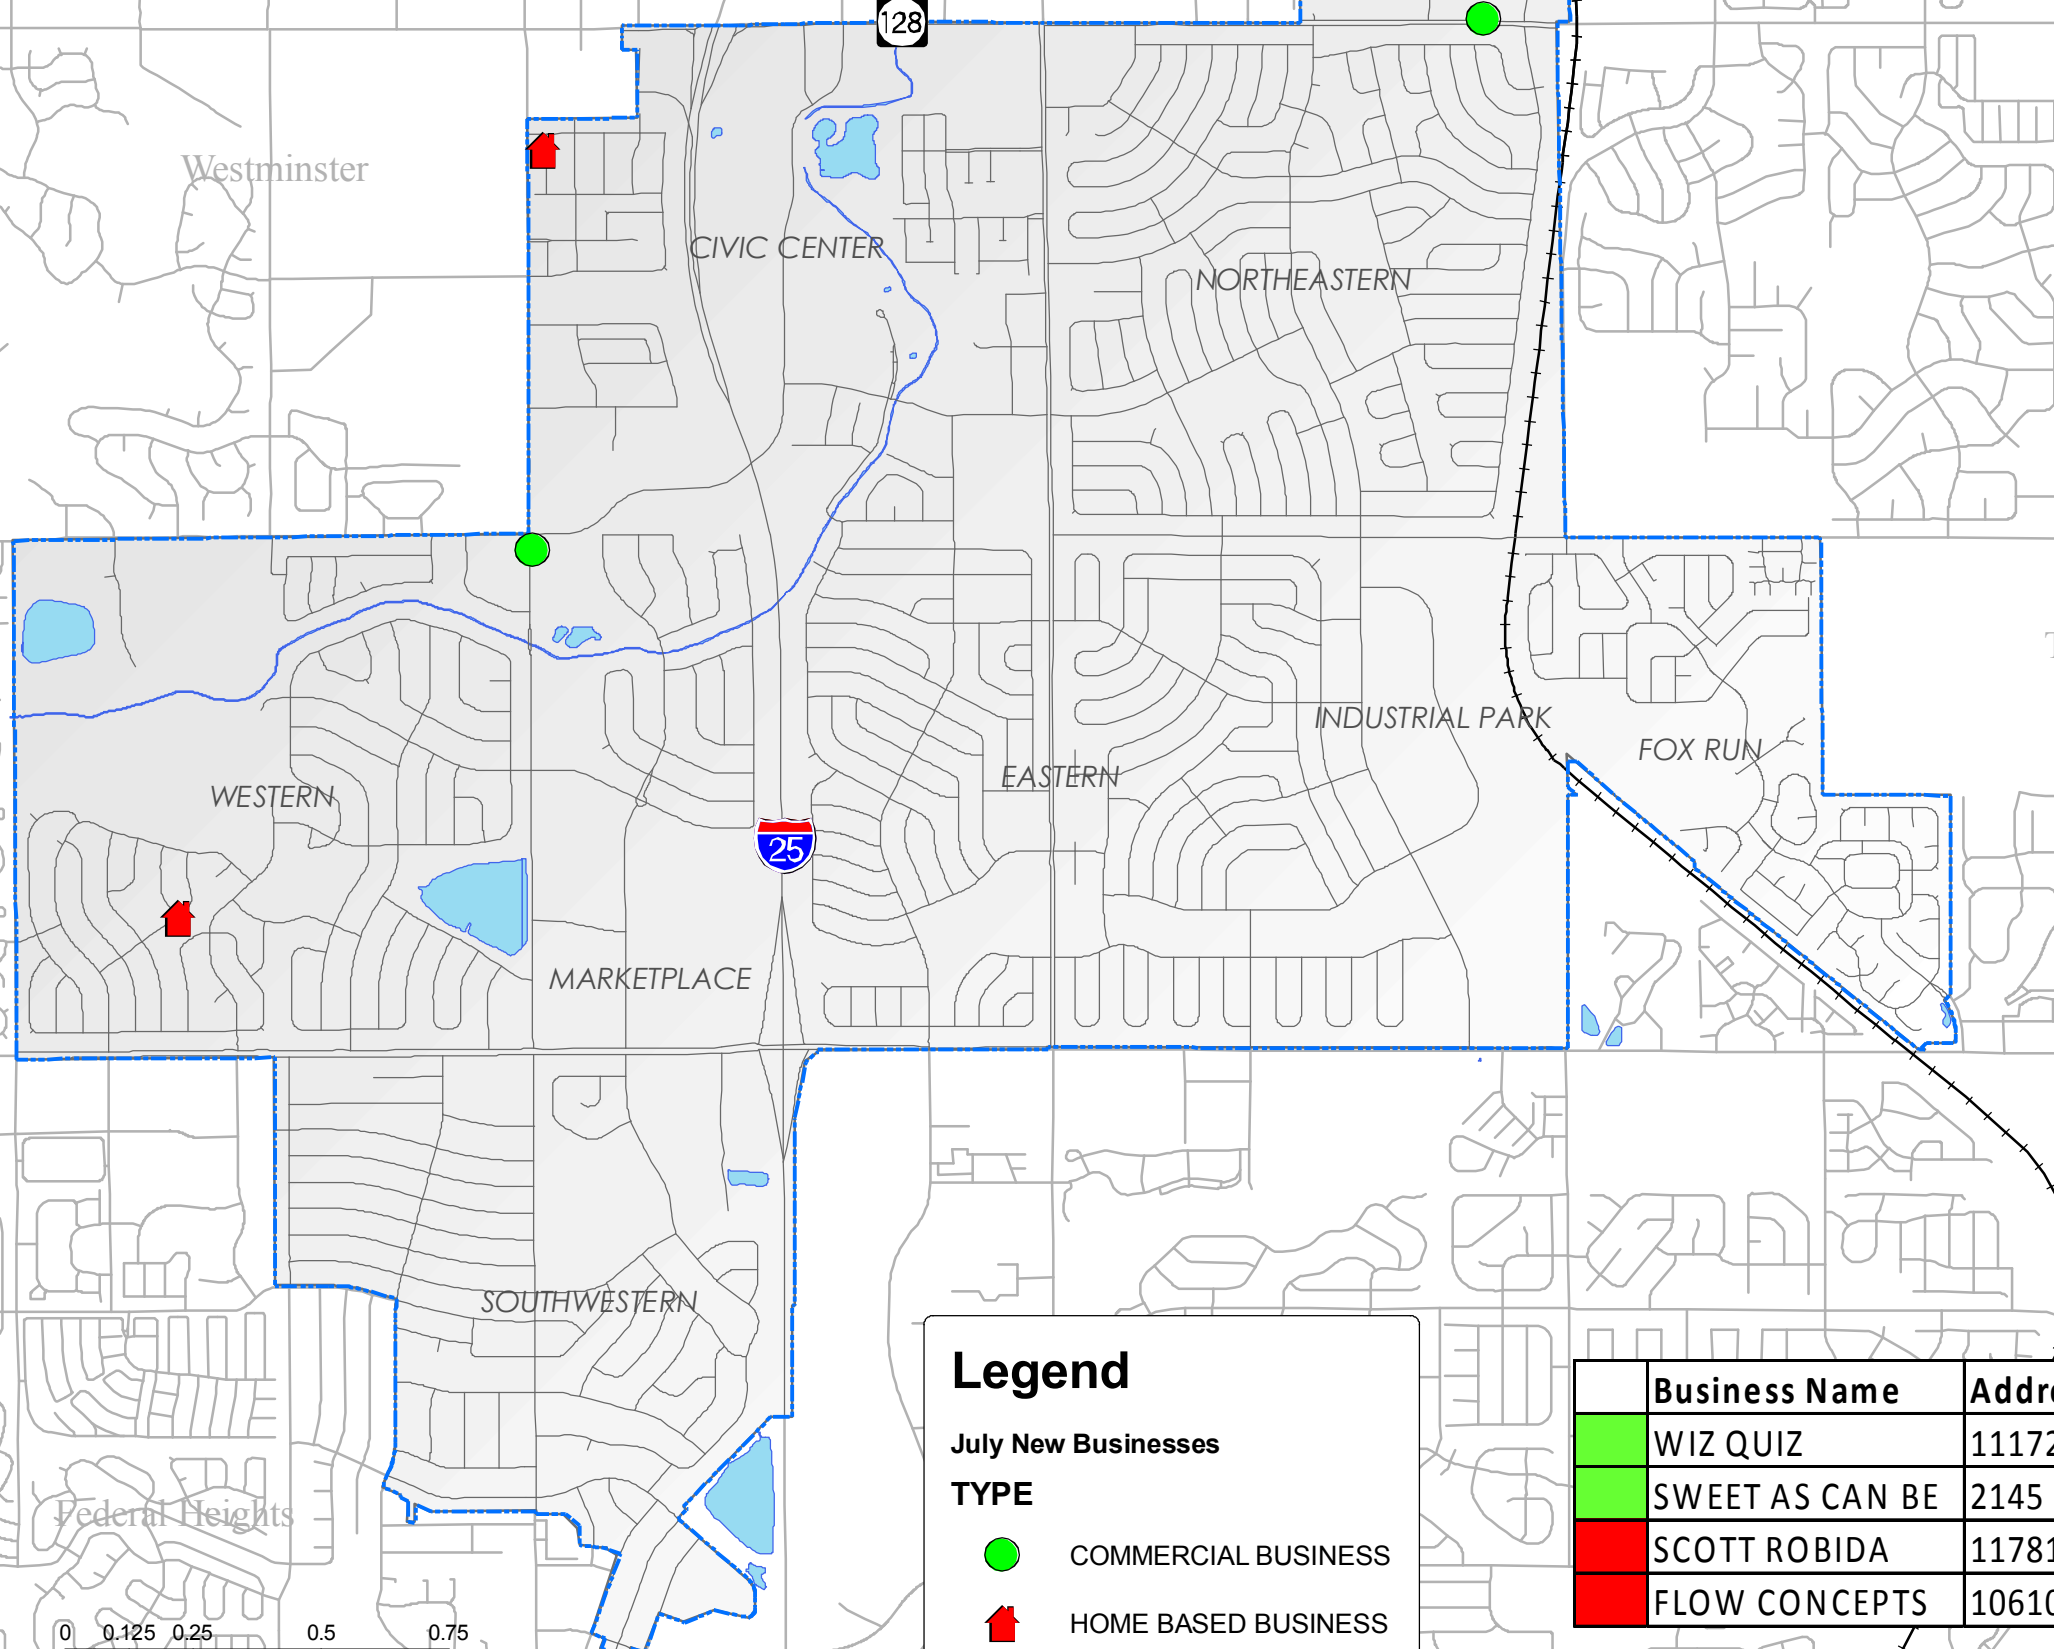 128
Westminster
CIVIC CENTER
NORTHEASTERN
INDUSTRIAL PARK
FOX RUN
EASTERN
WESTERN
25
MARKETPLACE
SOUTHWESTERN
Federal Heights
0 0.125 0.25 0.5 0.75
Legend
July New Businesses
TYPE
COMMERCIAL BUSINESS
HOME BASED BUSINESS
Business Name Addre
WIZ QUIZ 11172
SWEET AS CAN BE 2145
SCOTT ROBIDA 11781
FLOW CONCEPTS 10610